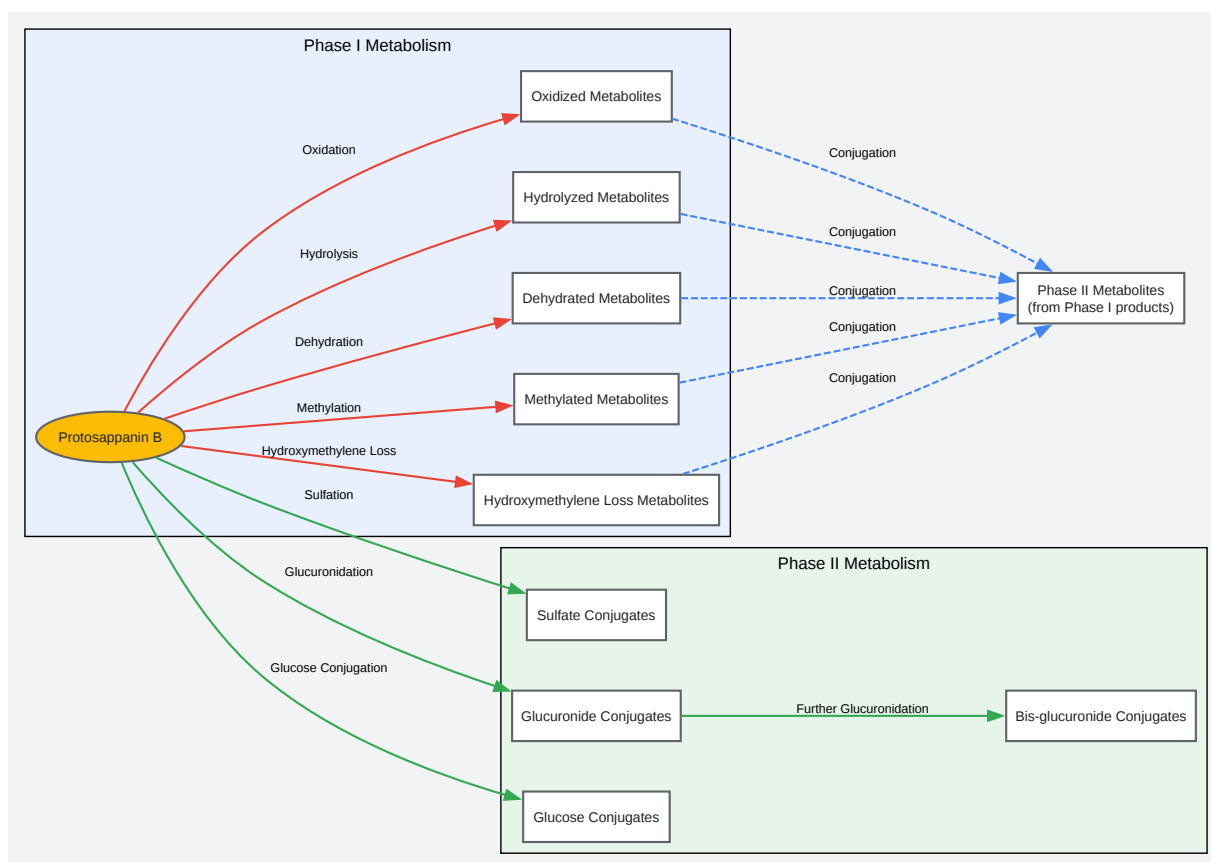 Phase I Metabolism
Oxidized Metabolites
Oxidation
Conjugation
Hydrolyzed Metabolites
Hydrolysis
Conjugation
Dehydrated Metabolites
Conjugation
Phase II Metabolites
(from Phase I products)
Dehydration
Conjugation
Methylated Metabolites
Methylation
Conjugation
Protosappanin B
Hydroxymethylene Loss
Hydroxymethylene Loss Metabolites
Sulfation
Phase II Metabolism
Glucuronidation
Sulfate Conjugates
Glucose Conjugation
Glucuronide Conjugates
Further Glucuronidation
Bis-glucuronide Conjugates
Glucose Conjugates